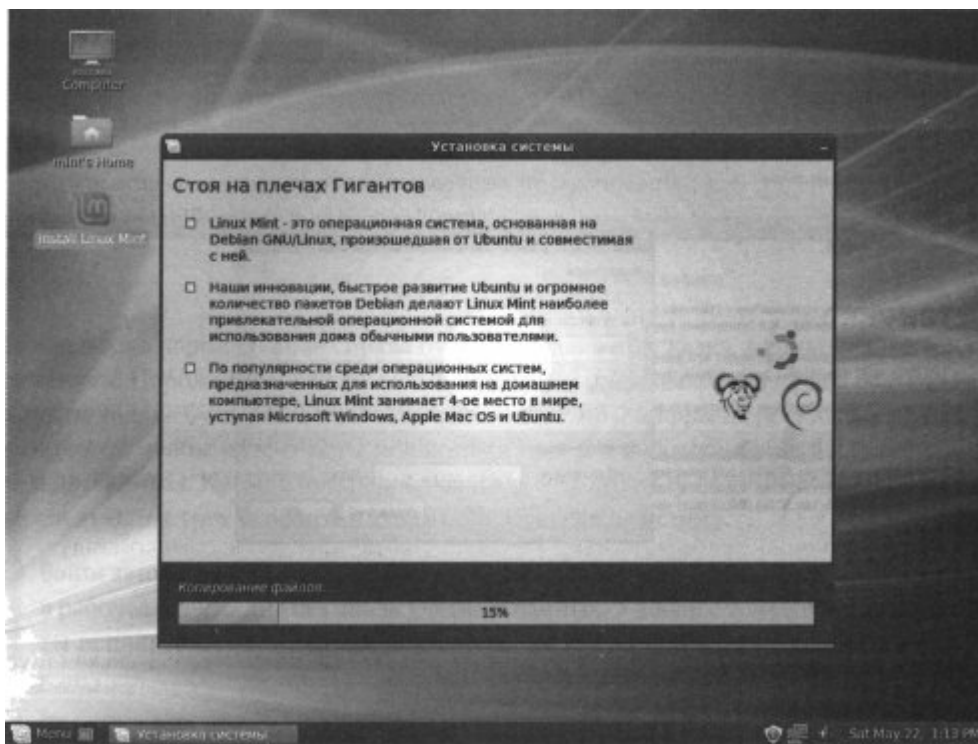 Computer
mint's Home
Install Linux Mint
Установка системы
Стоя на плечах Гигантов
Linux Mint - это операционная система, основанная на
Debian GNU/Linux, произошедшая от Ubuntu и совместимая
с ней.
Наши инновации, быстрое развитие Ubuntu и огромное
количество пакетов Debian делают Linux Mint наиболее
привлекательной операционной системой для
использования дома обычными пользователями.
По популярности среди операционных систем,
предназначенных для использования на домашнем
компьютере, Linux Mint занимает 4-ое место в мире,
уступая Microsoft Windows, Apple Mac OS и Ubuntu.
Копирование файлов...
15%
Menu
Установка системы
Sat May 22, 1:13 PM